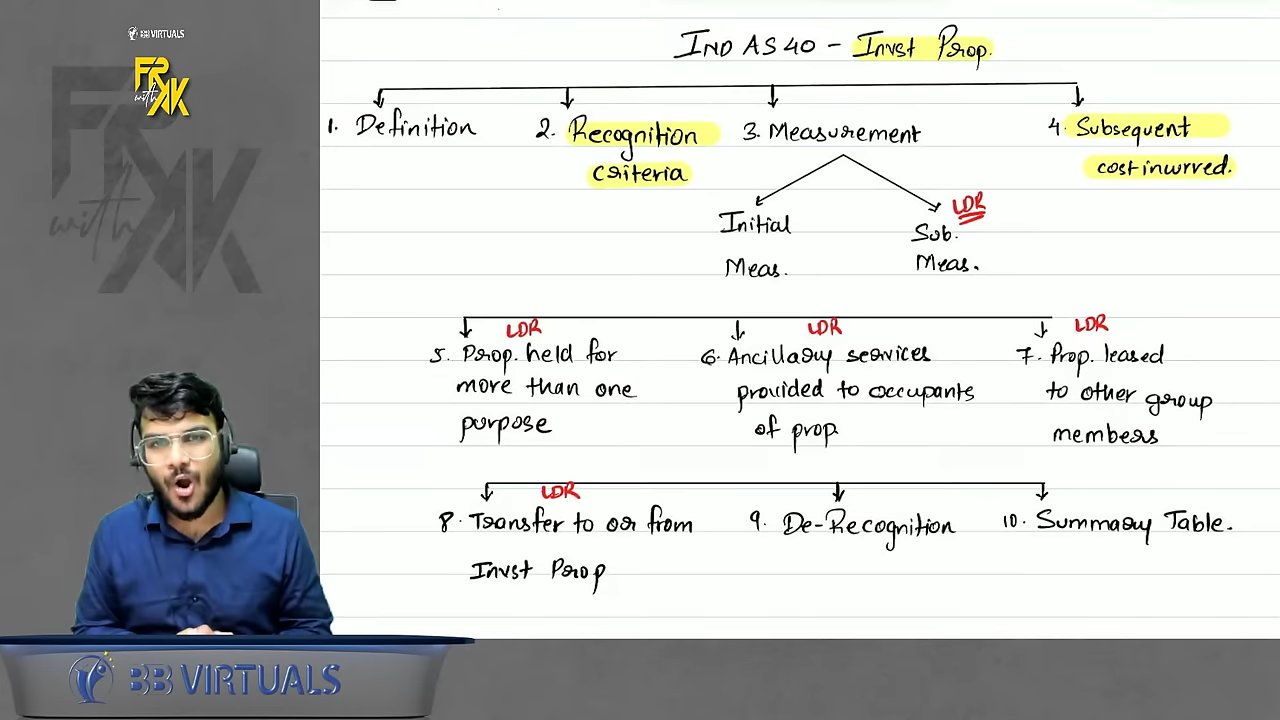 BB VIRTUALS
FR
with
AK
FR
with
AK
IND AS 40 - Invst Prop.
1. Definition
2. Recognition
criteria
3. Measurement
4. Subsequent
cost incurred.
Initial
Meas.
LDR
Sub.
Meas.
LDR
5. Prop. held for
more than one
purpose
LDR
6. Ancillary services
provided to occupants
of prop.
LDR
7. Prop. leased
to other group
members
LDR
8. Transfer to or from
Invst Prop
9. De-Recognition
10. Summary Table.
BB VIRTUALS